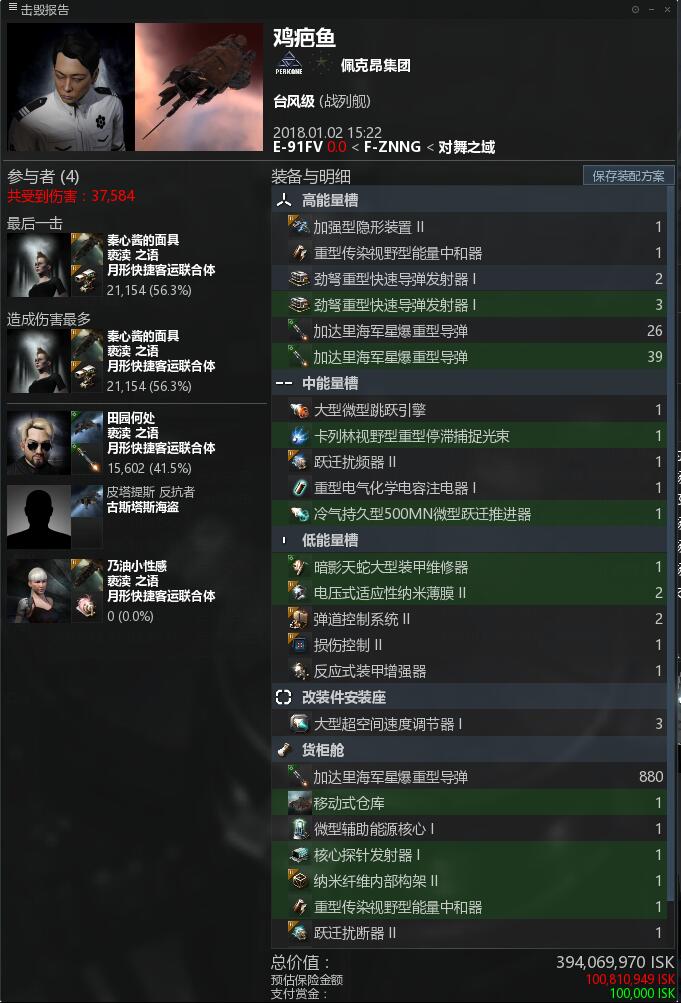 击毁报告
鸡疤鱼
PERKONE
佩克昂集团
台风级 (战列舰)
2018.01.02 15:22
E-91FV 0.0 < F-ZNNG < 对舞之域
参与者 (4)
共受到伤害：37,584
最后一击
秦心酱的面具
亵渎 之语
月形快捷客运联合体
21,154 (56.3%)
造成伤害最多
秦心酱的面具
亵渎 之语
月形快捷客运联合体
21,154 (56.3%)
田园何处
亵渎 之语
月形快捷客运联合体
15,602 (41.5%)
皮塔提斯 反抗者
古斯塔斯海盗
乃油小性感
亵渎 之语
月形快捷客运联合体
0 (0.0%)
装备与明细
保存装配方案
高能量槽
加强型隐形装置 II 1
重型传染视野型能量中和器 1
劲弩重型快速导弹发射器 I 2
劲弩重型快速导弹发射器 I 3
加达里海军星爆重型导弹 26
加达里海军星爆重型导弹 39
中能量槽
大型微型跳跃引擎 1
卡列林视野型重型停滞捕捉光束 1
跃迁扰频器 II 1
重型电气化学电容注电器 I 1
冷气持久型500MN微型跃迁推进器 1
低能量槽
暗影天蛇大型装甲维修器 1
电压式适应性纳米薄膜 II 2
弹道控制系统 II 2
损伤控制 II 1
反应式装甲增强器 1
改装件安装座
大型超空间速度调节器 I 3
货柜舱
加达里海军星爆重型导弹 880
移动式仓库 1
微型辅助能源核心 I 1
核心探针发射器 I 1
纳米纤维内部构架 II 1
重型传染视野型能量中和器 1
跃迁扰断器 II 1
总价值： 394,069,970 ISK
预估保险金额 100,810,949 ISK
支付赏金： 100,000 ISK